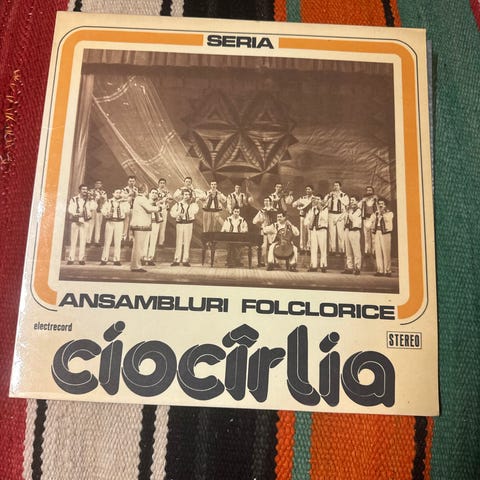 SERIA
ANSAMBLURI FOLCLORICE
electrecord
STEREO
ciocîrlia